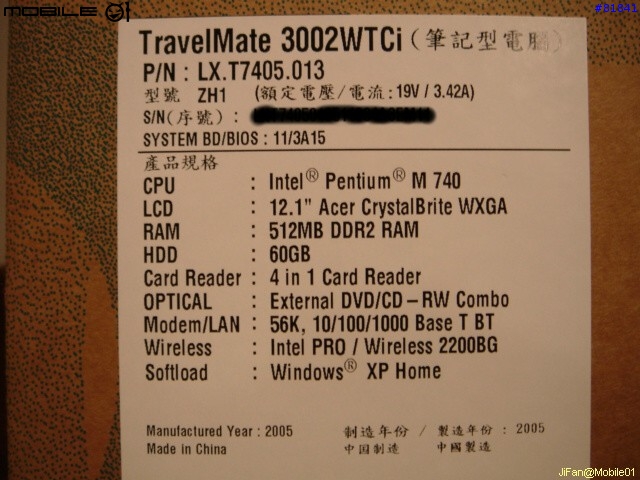 MOBILE 01
#81841
TravelMate 3002WTCi (筆記型電腦)
P/N : LX.T7405.013
型號 ZH1 (額定電壓/電流:19V / 3.42A)
S/N(序號) :
SYSTEM BD/BIOS : 11/3A15
產品規格
CPU : Intel® Pentium® M 740
LCD : 12.1" Acer CrystalBrite WXGA
RAM : 512MB DDR2 RAM
HDD : 60GB
Card Reader : 4 in 1 Card Reader
OPTICAL : External DVD/CD-RW Combo
Modem/LAN : 56K, 10/100/1000 Base T BT
Wireless : Intel PRO / Wireless 2200BG
Softload : Windows® XP Home
Manufactured Year : 2005 制造年份 / 製造年份 : 2005
Made in China 中国制造 中國製造
JiFan@Mobile01